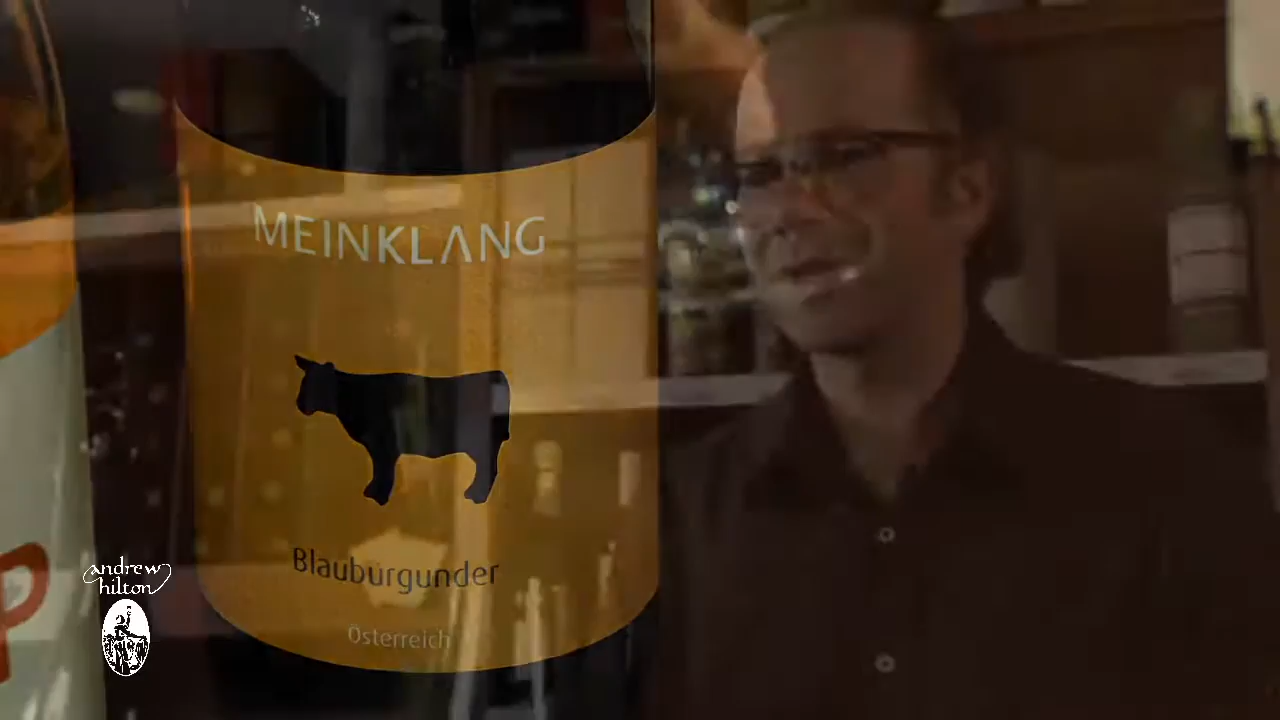 MEINKLANG
Blauburgunder
Österreich
andrew
hilton
P